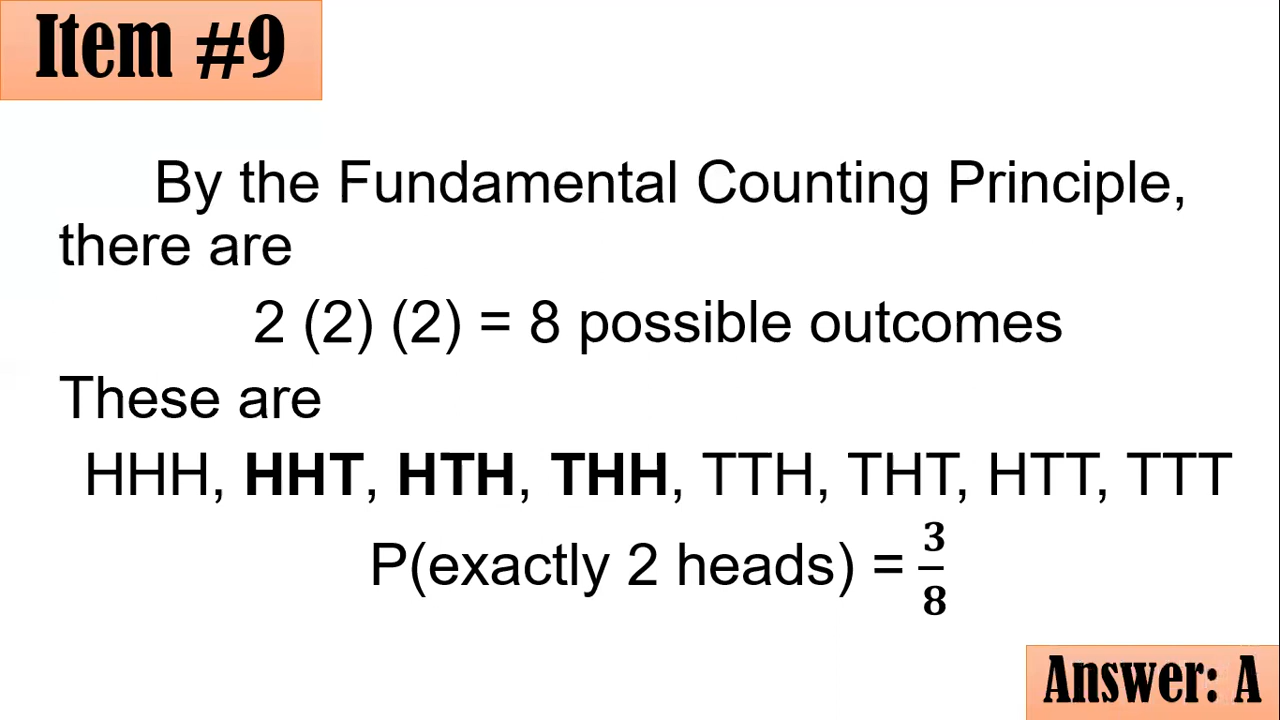 Item #9
By the Fundamental Counting Principle,
there are
2 (2) (2) = 8 possible outcomes
These are
HHH, HHT, HTH, THH, TTH, THT, HTT, TTT
P(exactly 2 heads) = 3/8
Answer: A